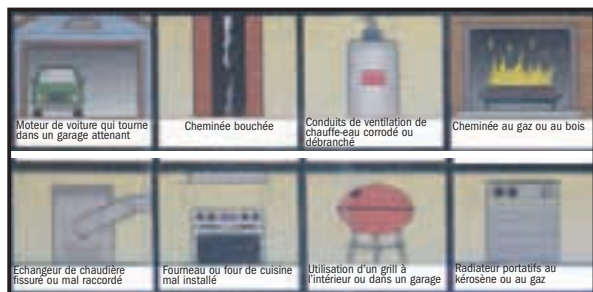 Moteur de voiture qui tourne
dans un garage attenant
Cheminée bouchée
Conduits de ventilation de
chauffe-eau corrodé ou
débranché
Cheminée au gaz ou au bois
Echangeur de chaudière
fissuré ou mal raccordé
Fourneau ou four de cuisine
mal installé
Utilisation d'un grill à
l'intérieur ou dans un garage
Radiateur portatifs au
kérosène ou au gaz